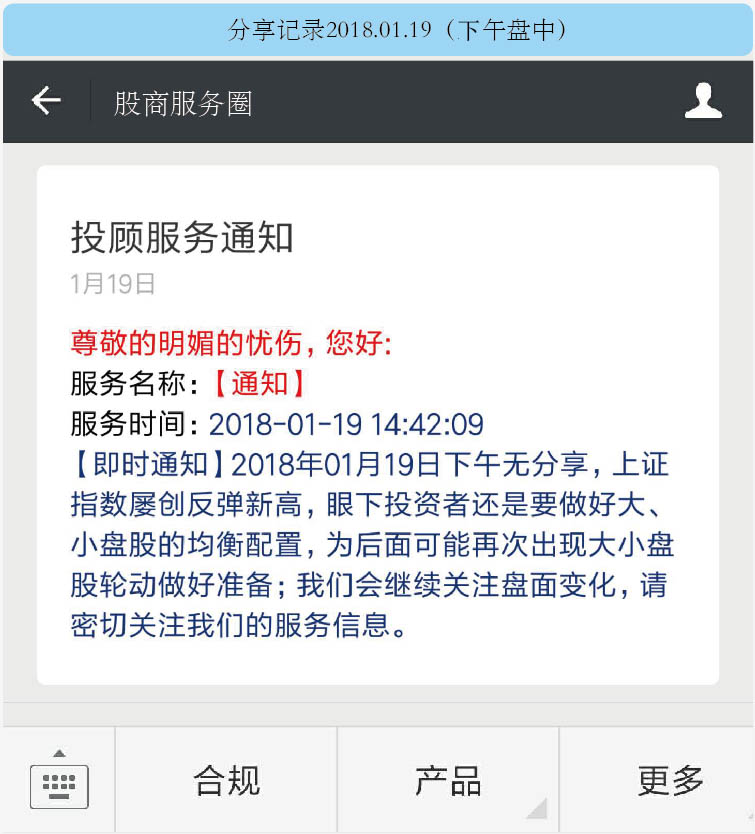 分享记录2018.01.19（下午盘中）
股商服务圈
投顾服务通知
1月19日
尊敬的明媚的忧伤，您好:
服务名称：【通知】
服务时间：2018-01-19 14:42:09
【即时通知】2018年01月19日下午无分享，上证
指数屡创反弹新高，眼下投资者还是要做好大、
小盘股的均衡配置，为后面可能再次出现大小盘
股轮动做好准备；我们会继续关注盘面变化，请
密切关注我们的服务信息。
合规
产品
更多